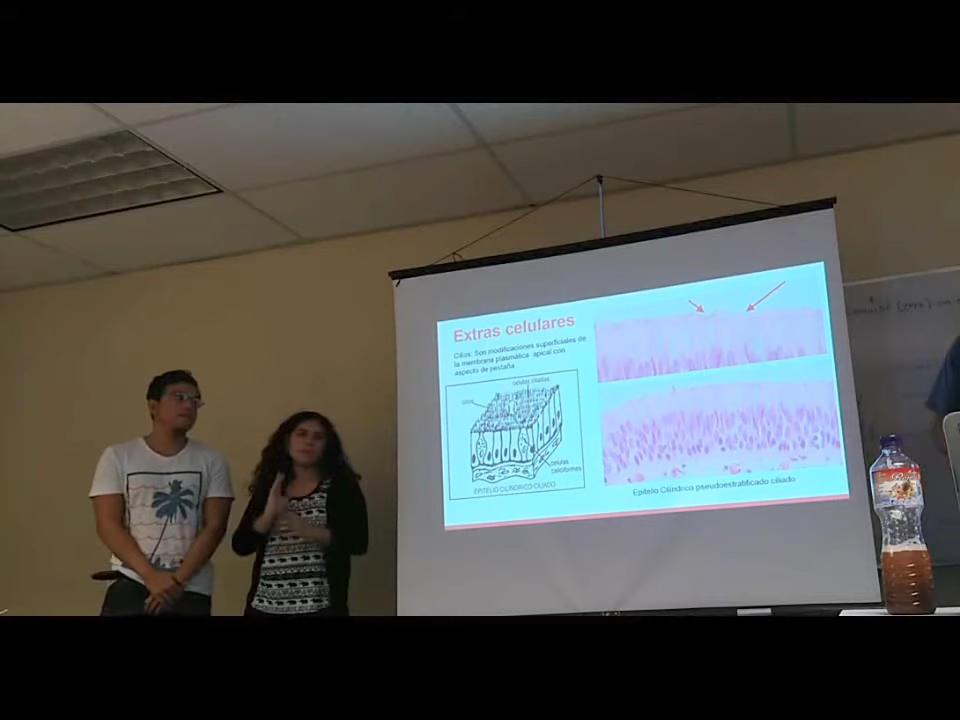 Extras celulares
Cilios: Son modificaciones superficiales de
la membrana plasmática apical con
aspecto de pestaña
células ciliadas
cilios
células
caliciformes
EPITELIO CILÍNDRICO CILIADO
Epitelio Cilíndrico pseudoestratificado ciliado